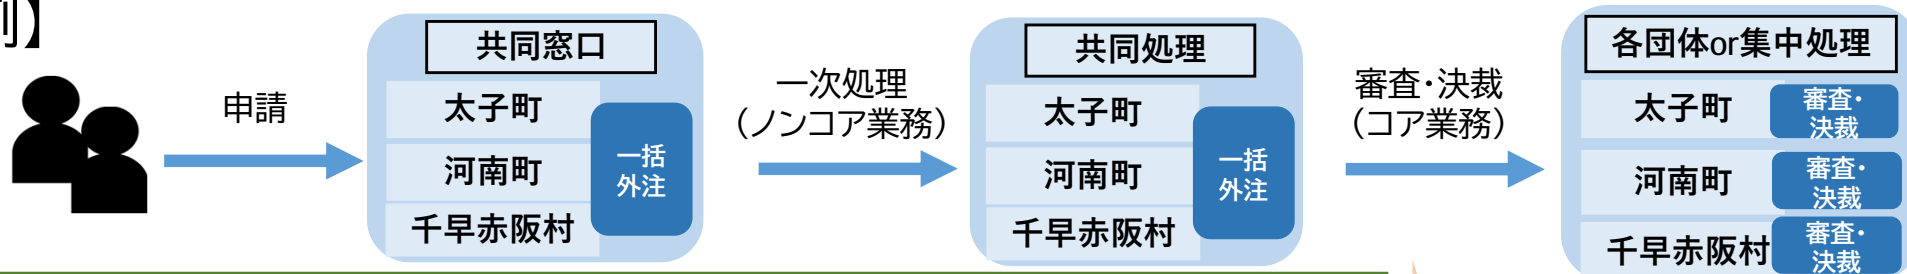 例】
申請
共同窓口
太子町
河南町
千早赤阪村
一括
外注
一次処理
（ノンコア業務）
共同処理
太子町
河南町
千早赤阪村
一括
外注
審査・決裁
（コア業務）
各団体or集中処理
太子町
審査・
決裁
河南町
審査・
決裁
千早赤阪村
審査・
決裁